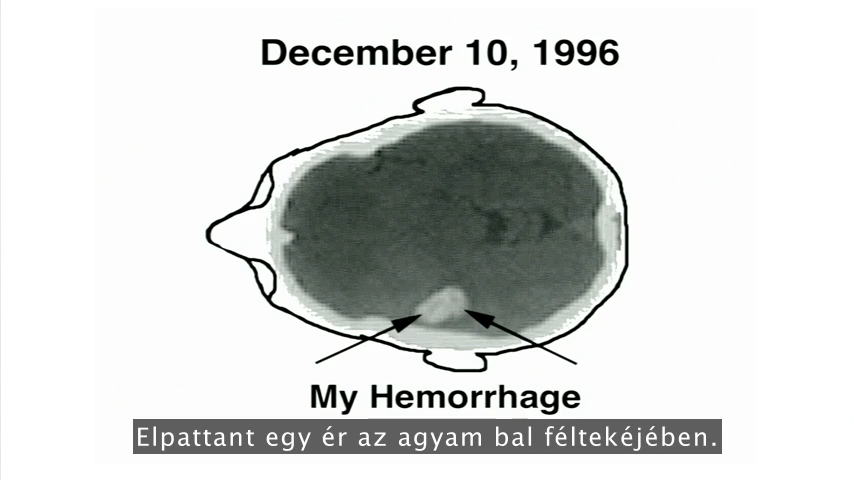 December 10, 1996
My Hemorrhage
Elpattant egy ér az agyam bal féltekéjében.